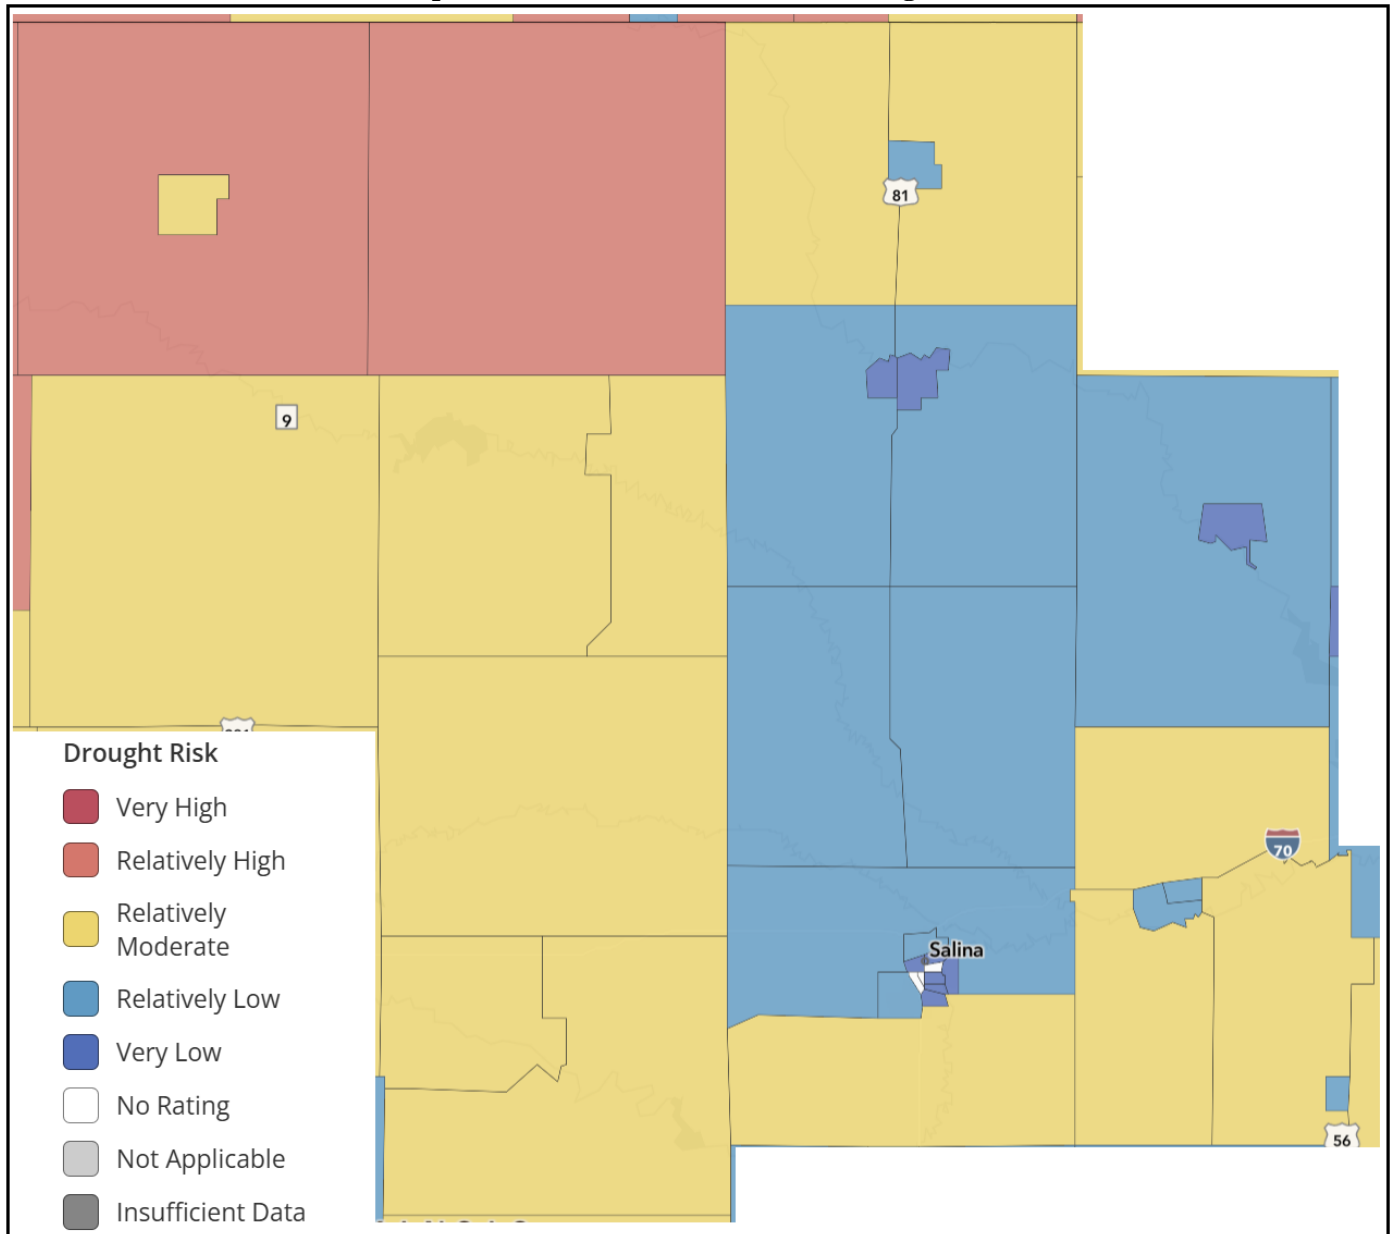 81
9
Drought Risk
Very High
Relatively High
70
Relatively
Moderate
Salina
Relatively Low
Very Low
No Rating
56
Not Applicable
Insufficient Data